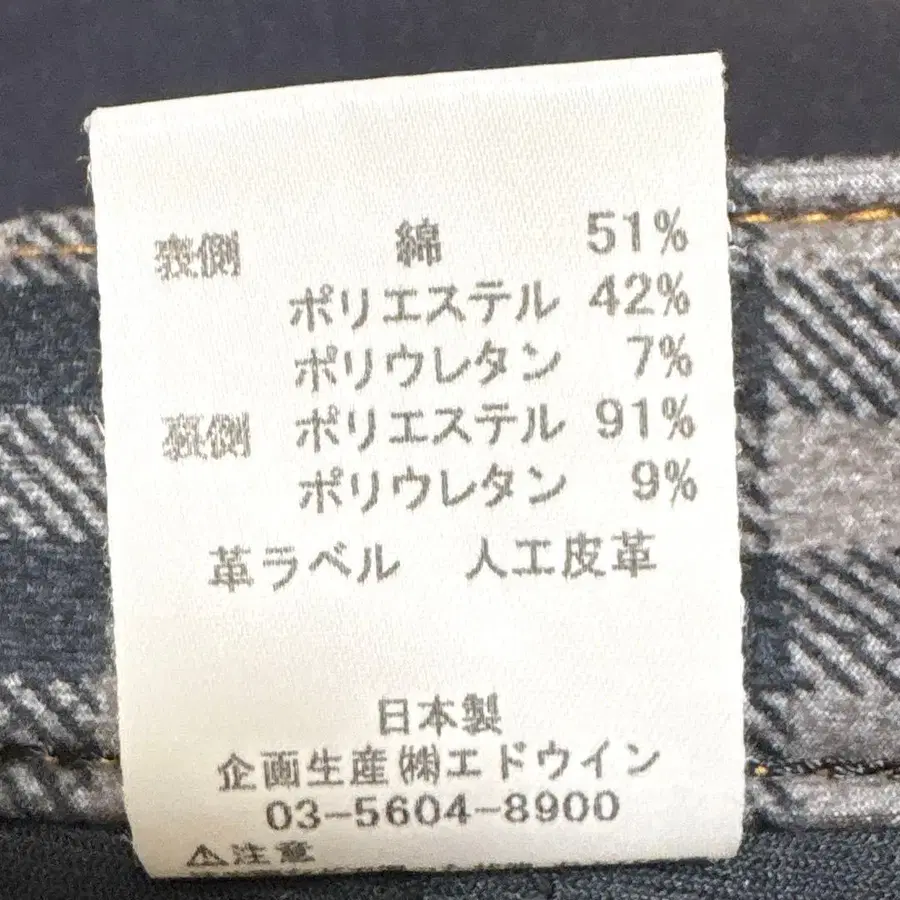 表側 綿 51%
ポリエステル 42%
ポリウレタン 7%
裏側 ポリエステル 91%
ポリウレタン 9%
革ラベル 人工皮革
日本製
企画生産㈱エドウイン
03-5604-8900
⚠注意